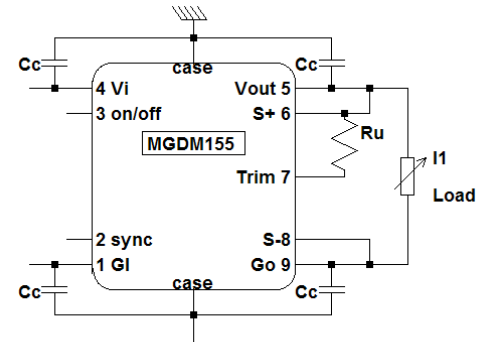 case
Cc
Cc
4 Vi
Vout 5
3 on/off
S+ 6
Ru
MGDM155
I1
Trim 7
Load
2 sync
S-8
1 GI
Go 9
case
Cc
Cc